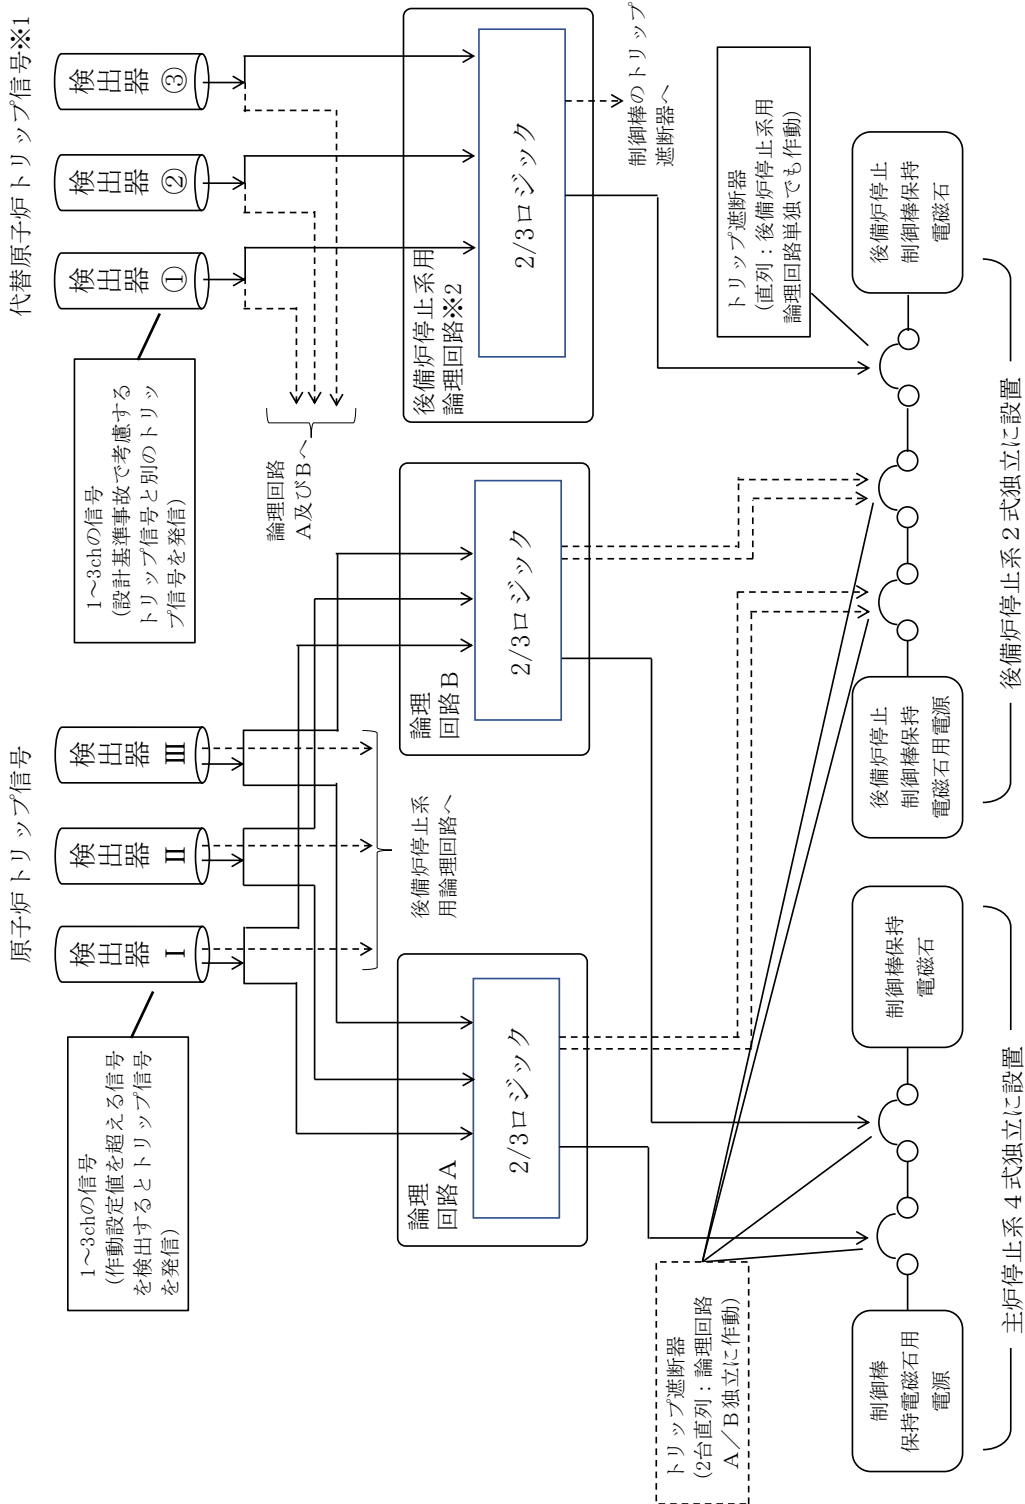 原子炉トリップ信号
代替原子炉トリップ信号※1
検出器 Ⅰ
検出器 Ⅱ
検出器 Ⅲ
検出器 ①
検出器 ②
検出器 ③
1～3chの信号
(作動設定値を超える信号
を検出するとトリップ信号
を発信)
1～3chの信号
(設計基準事故で考慮する
トリップ信号と別のトリッ
プ信号を発信)
後備炉停止系
用論理回路へ
論理回路
A及びBへ
論理
回路A
2/3ロジック
論理
回路B
2/3ロジック
後備炉停止系用
論理回路※2
2/3ロジック
制御棒のトリップ
遮断器へ
トリップ遮断器
(2台直列：論理回路
A／B独立に作動)
トリップ遮断器
(直列：後備炉停止系用
論理回路単独でも作動)
制御棒
保持電磁石用
電源
制御棒保持
電磁石
後備炉停止
制御棒保持
電磁石用電源
後備炉停止
制御棒保持
電磁石
主炉停止系4式独立に設置
後備炉停止系2式独立に設置